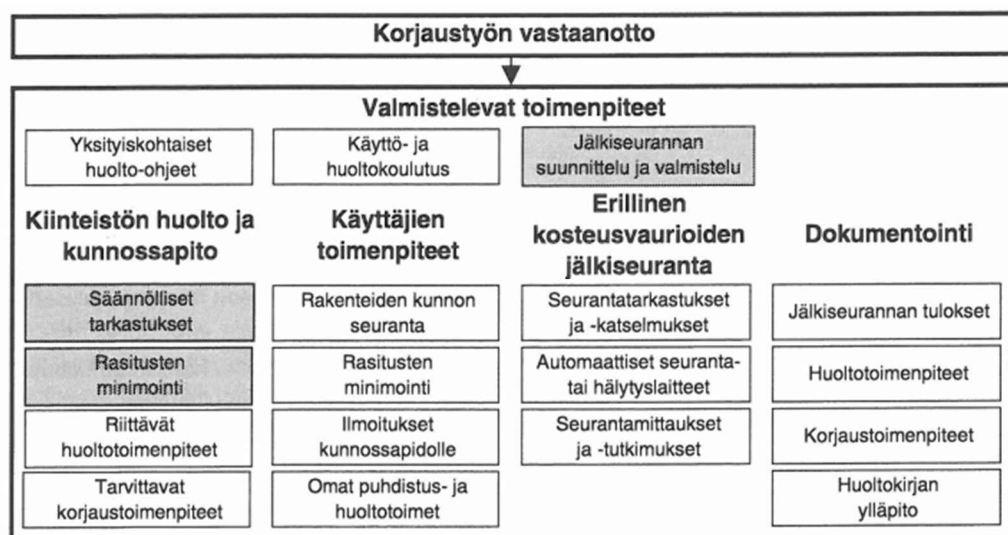 Korjaustyön vastaanotto
Valmistelevat toimenpiteet
Yksityiskohtaiset
huolto-ohjeet
Käyttö- ja
huoltokoulutus
Jälkiseurannan
suunnittelu ja valmistelu
Kiinteistön huolto ja
kunnossapito
Säännölliset
tarkastukset
Rasitusten
minimointi
Riittävät
huoltotoimenpiteet
Tarvittavat
korjaustoimenpiteet
Käyttäjien
toimenpiteet
Rakenteiden kunnon
seuranta
Rasitusten
minimointi
Ilmoitukset
kunnossapidolle
Omat puhdistus- ja
huoltotoimet
Erillinen
kosteusvaurioiden
jälkiseuranta
Seurantatarkastukset
ja -katselmukset
Automaattiset seuranta-
tai hälytyslaitteet
Seurantamittaukset
ja -tutkimukset
Dokumentointi
Jälkiseurannan tulokset
Huoltotoimenpiteet
Korjaustoimenpiteet
Huoltokirjan
ylläpito